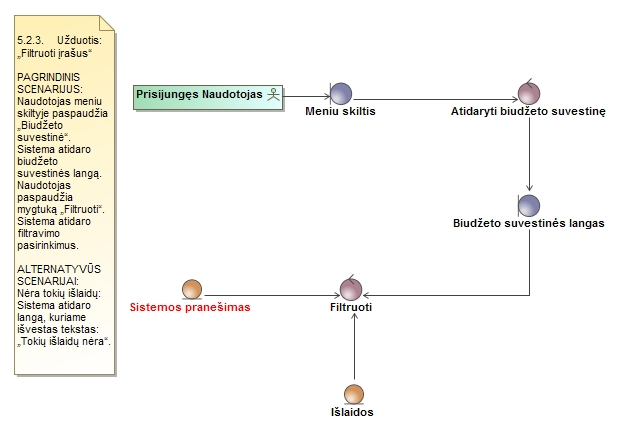 5.2.3. Užduotis:
„Filtruoti įrašus“
PAGRINDINIS
SCENARIJUS:
Naudotojas meniu
skiltyje paspaudžia
„Biudžeto
suvestinė“.
Sistema atidaro
biudžeto
suvestinės langą.
Naudotojas
paspaudžia
mygtuką „Filtruoti“.
Sistema atidaro
filtravimo
pasirinkimus.
ALTERNATYVŪS
SCENARIJAI:
Nėra tokių išlaidų:
Sistema atidaro
langą, kuriame
išvestas tekstas:
„Tokių išlaidų nėra“.
Prisijungęs Naudotojas
Meniu skiltis
Atidaryti biudžeto suvestinę
Biudžeto suvestinės langas
Sistemos pranešimas
Filtruoti
Išlaidos